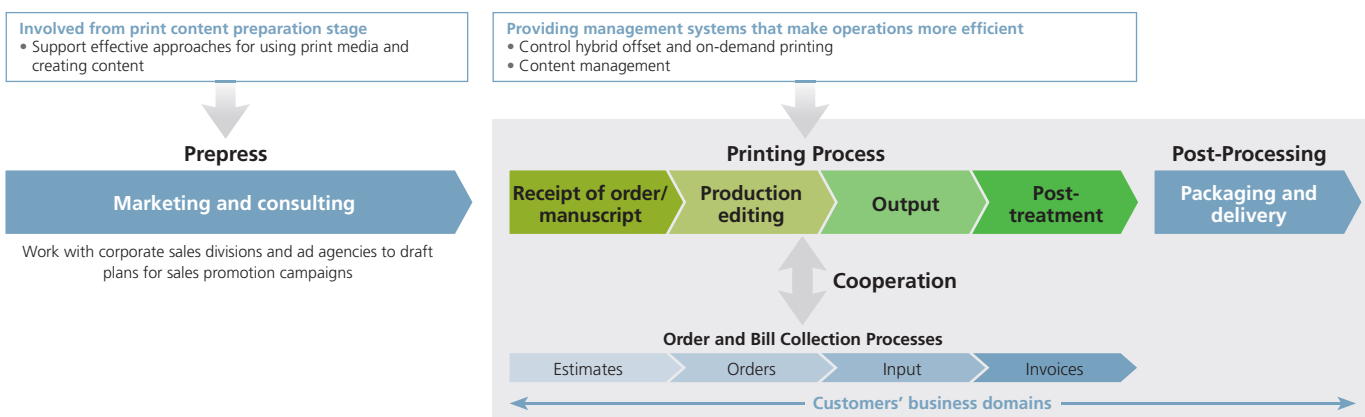 Involved from print content preparation stage
• Support effective approaches for using print media and
creating content
Providing management systems that make operations more efficient
• Control hybrid offset and on-demand printing
• Content management
Prepress
Marketing and consulting
Work with corporate sales divisions and ad agencies to draft
plans for sales promotion campaigns
Printing Process
Receipt of order/
manuscript
Production
editing
Output
Post-
treatment
Post-Processing
Packaging and
delivery
Cooperation
Order and Bill Collection Processes
Estimates
Orders
Input
Invoices
Customers’ business domains